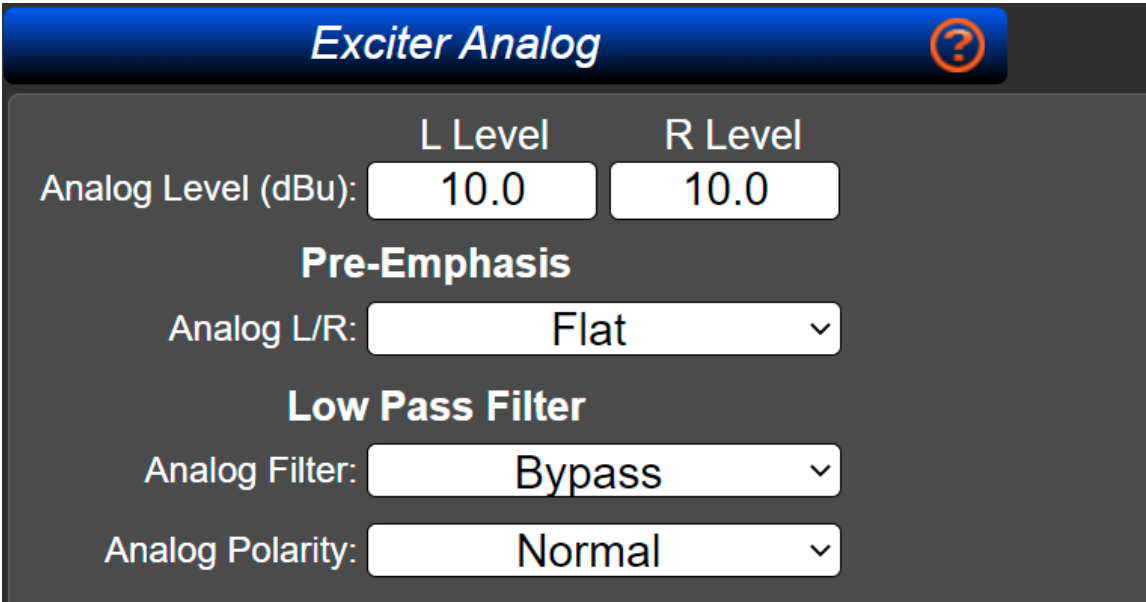 Exciter Analog ?
L Level R Level
Analog Level (dBu): 10.0 10.0
Pre-Emphasis
Analog L/R: Flat
Low Pass Filter
Analog Filter: Bypass
Analog Polarity: Normal